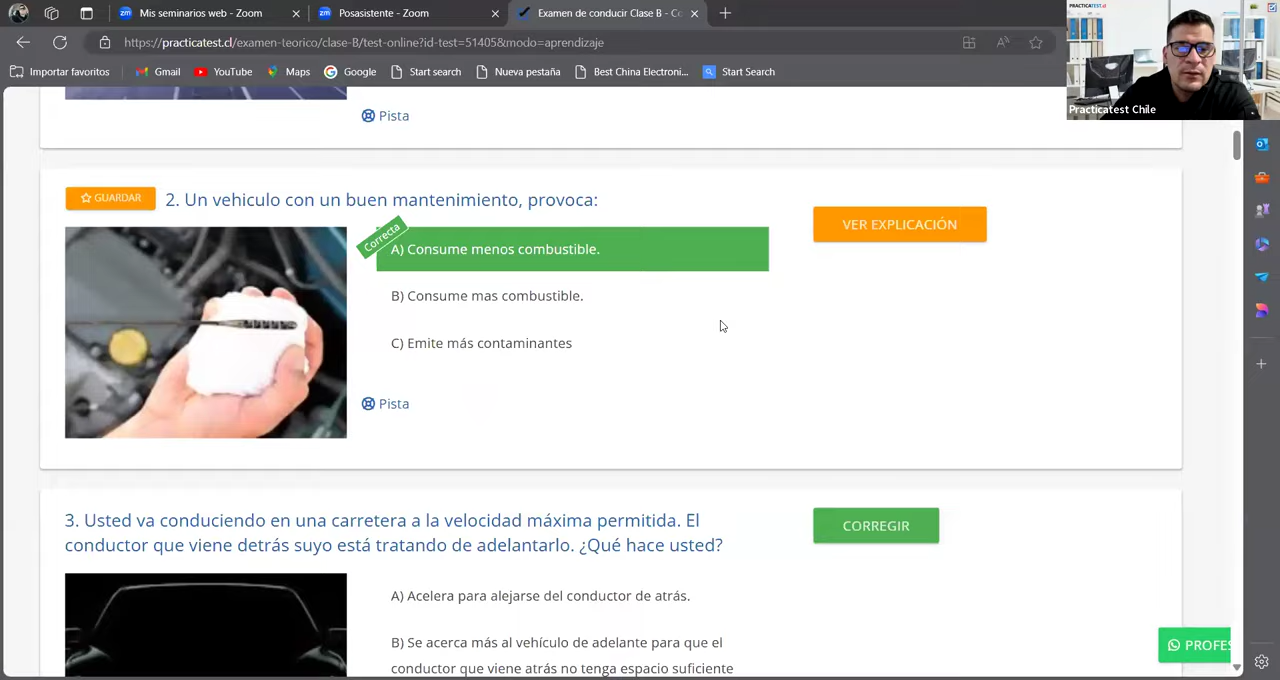 Mis seminarios web - Zoom
Posasistente - Zoom
Examen de conducir Clase B - Co
https://practicatest.cl/examen-teorico/clase-B/test-online?id-test=51405&modo=aprendizaje
Importar favoritos
Gmail
YouTube
Maps
Google
Start search
Nueva pestaña
Best China Electroni...
Start Search
PRACTICATEST.cl
Practicatest Chile
Pista
GUARDAR
2. Un vehiculo con un buen mantenimiento, provoca:
VER EXPLICACIÓN
Correcta
A) Consume menos combustible.
B) Consume mas combustible.
C) Emite más contaminantes
Pista
3. Usted va conduciendo en una carretera a la velocidad máxima permitida. El
conductor que viene detrás suyo está tratando de adelantarlo. ¿Qué hace usted?
CORREGIR
A) Acelera para alejarse del conductor de atrás.
B) Se acerca más al vehículo de adelante para que el
conductor que viene atrás no tenga espacio suficiente
PROFES